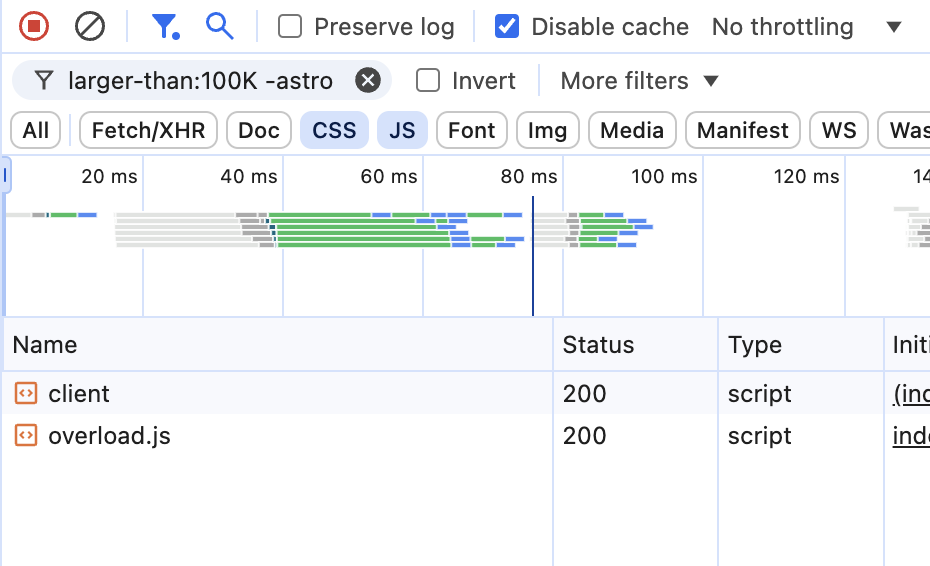 Preserve log Disable cache No throttling
larger-than:100K -astro Invert More filters
All Fetch/XHR Doc CSS JS Font Img Media Manifest WS Was
20 ms 40 ms 60 ms 80 ms 100 ms 120 ms 14
Name Status Type Initi
client 200 script (ind
overload.js 200 script inde